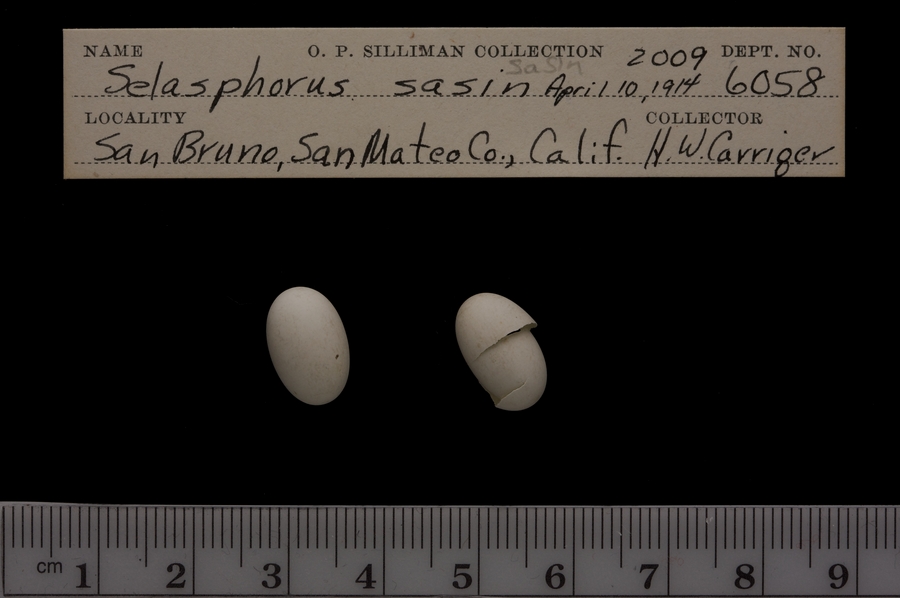 NAME O. P. SILLIMAN COLLECTION 2009 DEPT. NO.
sasin
Selasphorus sasin April 10, 1914 6058
LOCALITY COLLECTOR
San Bruno, San Mateo Co., Calif. H. W. Carriger
cm 1 2 3 4 5 6 7 8 9